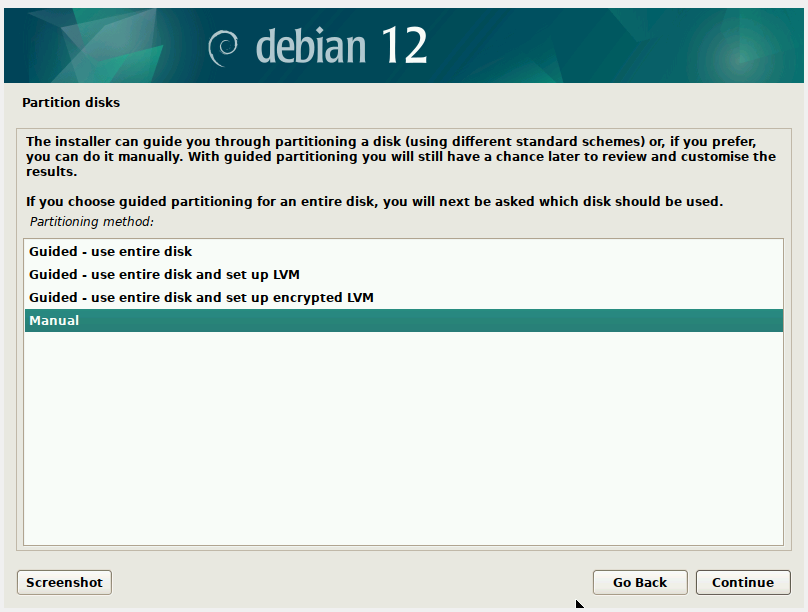 debian 12
Partition disks
The installer can guide you through partitioning a disk (using different standard schemes) or, if you prefer,
you can do it manually. With guided partitioning you will still have a chance later to review and customise the
results.
If you choose guided partitioning for an entire disk, you will next be asked which disk should be used.
Partitioning method:
Guided - use entire disk
Guided - use entire disk and set up LVM
Guided - use entire disk and set up encrypted LVM
Manual
Screenshot
Go Back
Continue